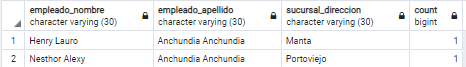 empleado_nombre empleado_apellido sucursal_direccion count
character varying (30) character varying (30) character varying (30) bigint
1 Henry Lauro Anchundia Anchundia Manta 1
2 Nesthor Alexy Anchundia Anchundia Portoviejo 1